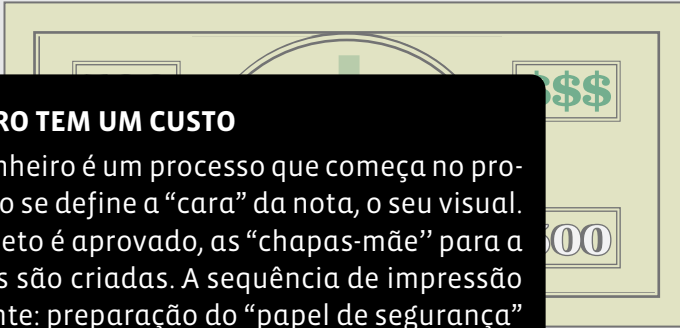 $$$
RO TEM UM CUSTO
nheiro é um processo que começa no pro-
o se define a “cara” da nota, o seu visual.
eto é aprovado, as “chapas-mãe” para a
s são criadas. A sequência de impressão
nte: preparação do “papel de segurança”
00